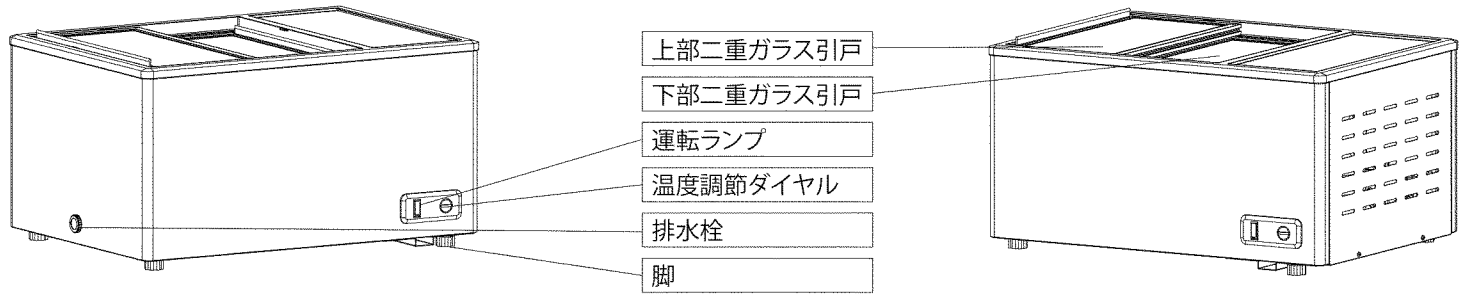 上部二重ガラス引戸
下部二重ガラス引戸
運転ランプ
温度調節ダイヤル
排水栓
脚